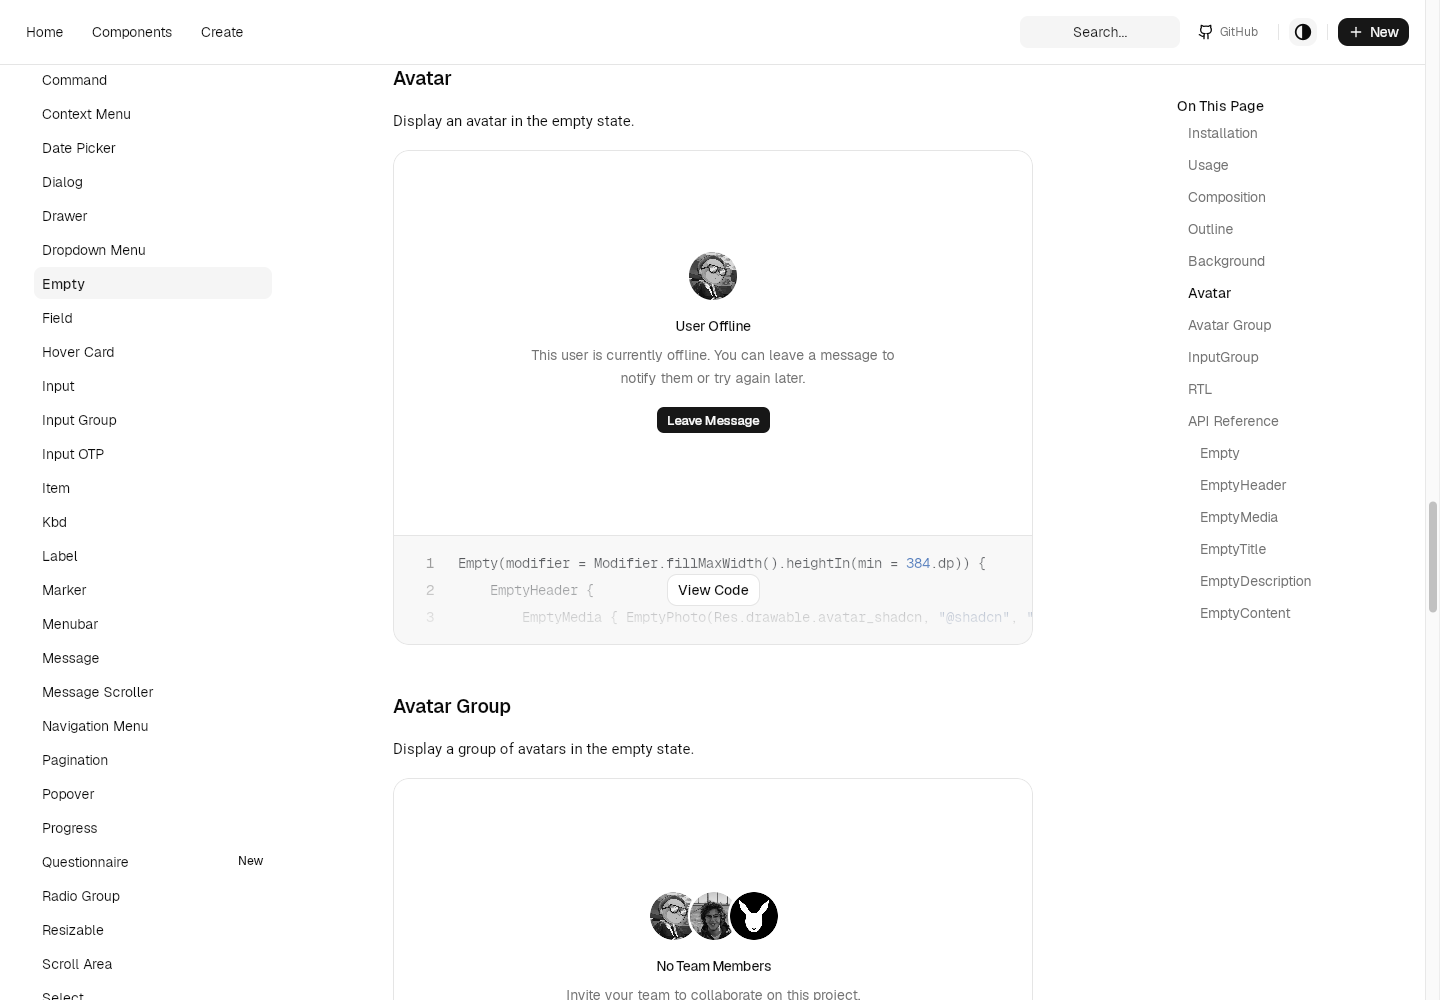 Home
Components
Create
Search...
GitHub
New
Command
Context Menu
Date Picker
Dialog
Drawer
Dropdown Menu
Empty
Field
Hover Card
Input
Input Group
Input OTP
Item
Kbd
Label
Marker
Menubar
Message
Message Scroller
Navigation Menu
Pagination
Popover
Progress
Questionnaire New
Radio Group
Resizable
Scroll Area
Select
Avatar
Display an avatar in the empty state.
User Offline
This user is currently offline. You can leave a message to
notify them or try again later.
Leave Message
1 Empty(modifier = Modifier.fillMaxWidth().heightIn(min = 384.dp)) {
2 EmptyHeader {
View Code
3 EmptyMedia { EmptyPhoto(Res.drawable.avatar_shadcn, "@shadcn", "
Avatar Group
Display a group of avatars in the empty state.
No Team Members
Invite your team to collaborate on this project.
On This Page
Installation
Usage
Composition
Outline
Background
Avatar
Avatar Group
InputGroup
RTL
API Reference
Empty
EmptyHeader
EmptyMedia
EmptyTitle
EmptyDescription
EmptyContent